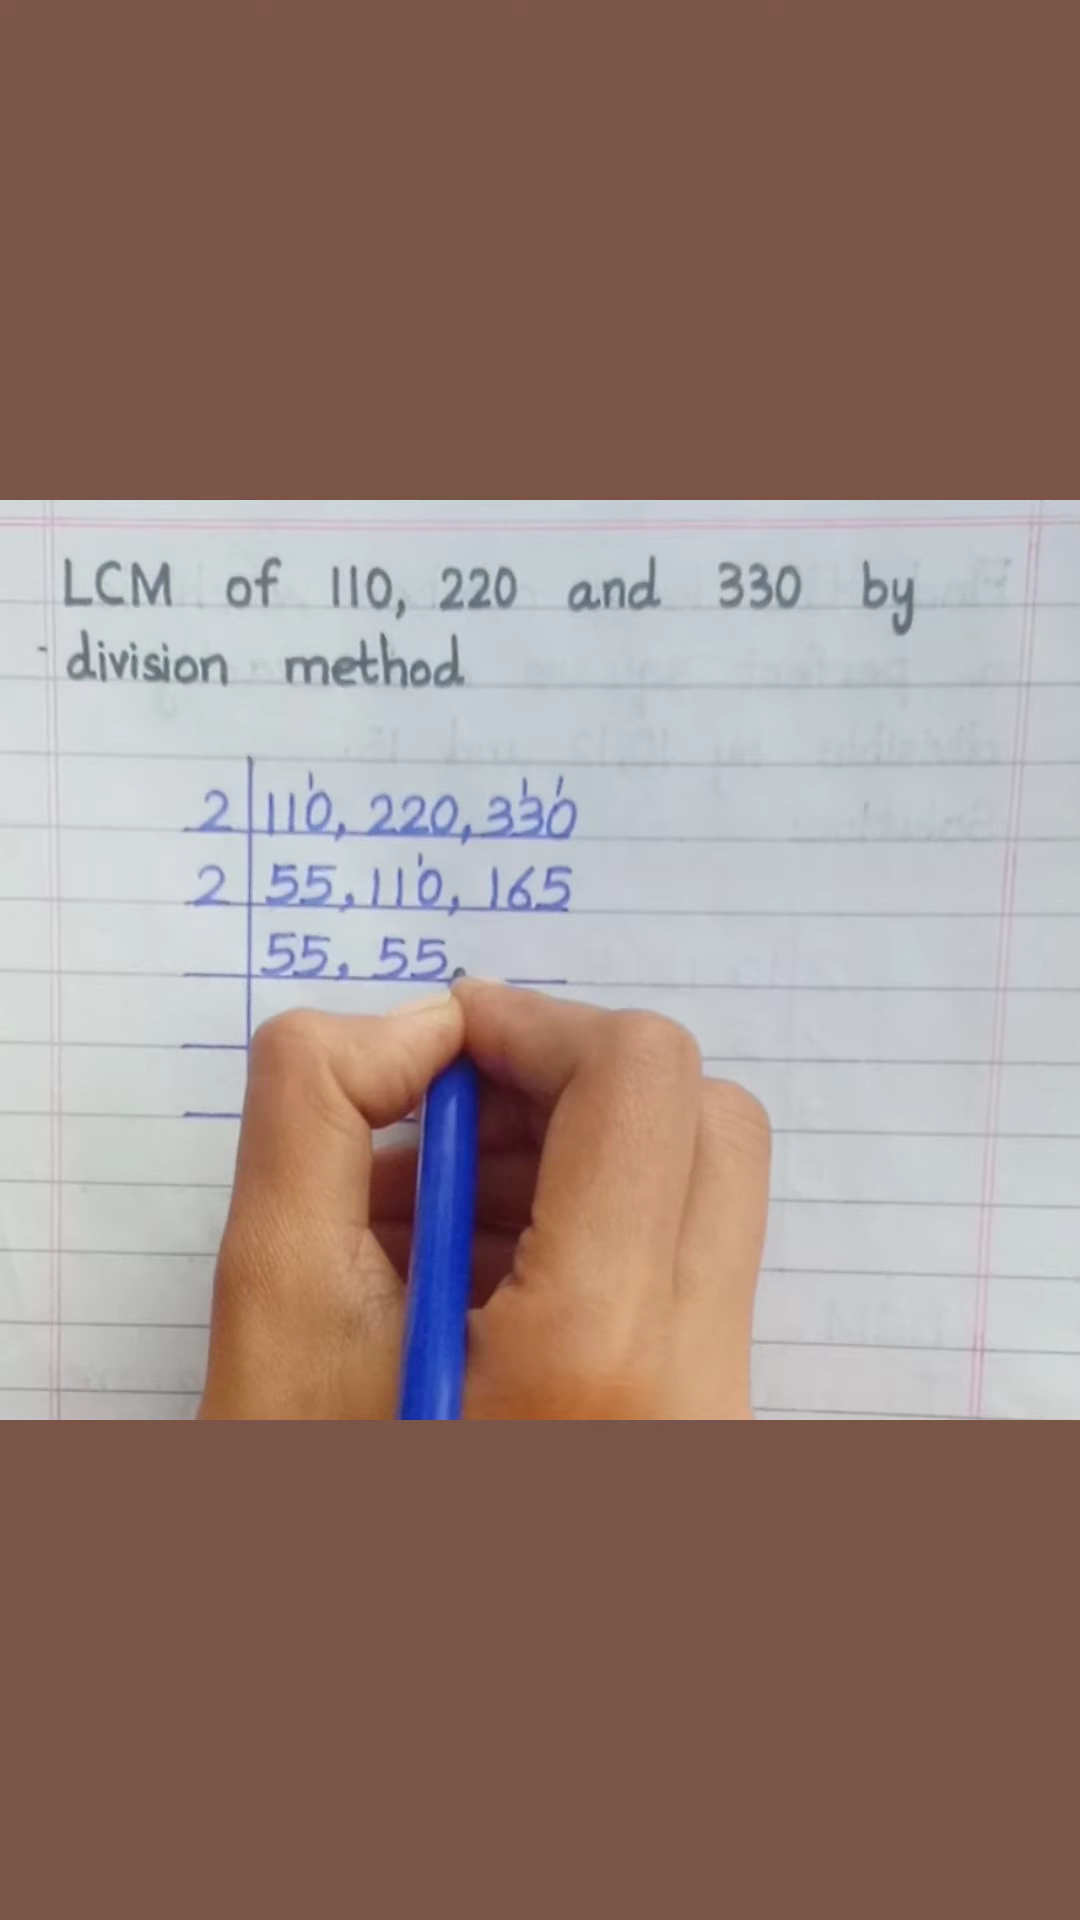 LCM of 110, 220 and 330 by
division method
2 110, 220, 330
2 55, 110, 165
55, 55,